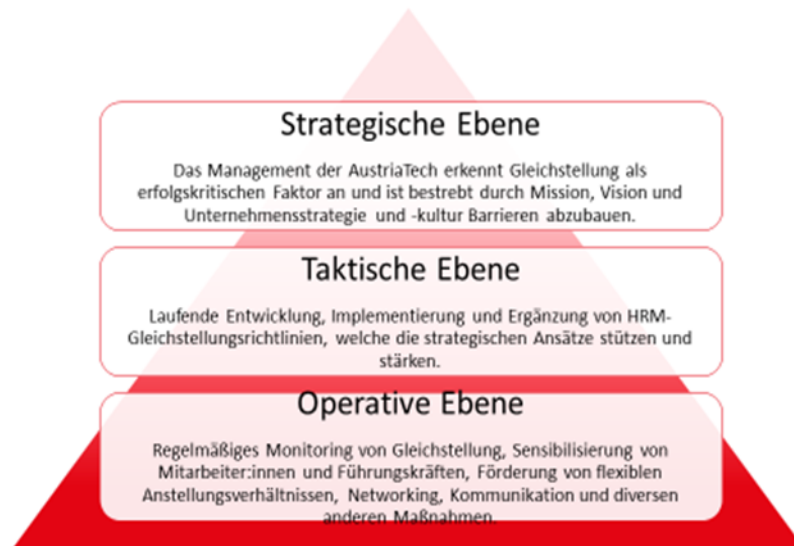 Strategische Ebene
Das Management der AustriaTech erkennt Gleichstellung als
erfolgskritischen Faktor an und ist bestrebt durch Mission, Vision und
Unternehmensstrategie und -kultur Barrieren abzubauen.
Taktische Ebene
Laufende Entwicklung, Implementierung und Ergänzung von HRM-
Gleichstellungsrichtlinien, welche die strategischen Ansätze stützen und
stärken.
Operative Ebene
Regelmäßiges Monitoring von Gleichstellung, Sensibilisierung von
Mitarbeiter:innen und Führungskräften, Förderung von flexiblen
Anstellungsverhältnissen, Networking, Kommunikation und diversen
anderen Maßnahmen.